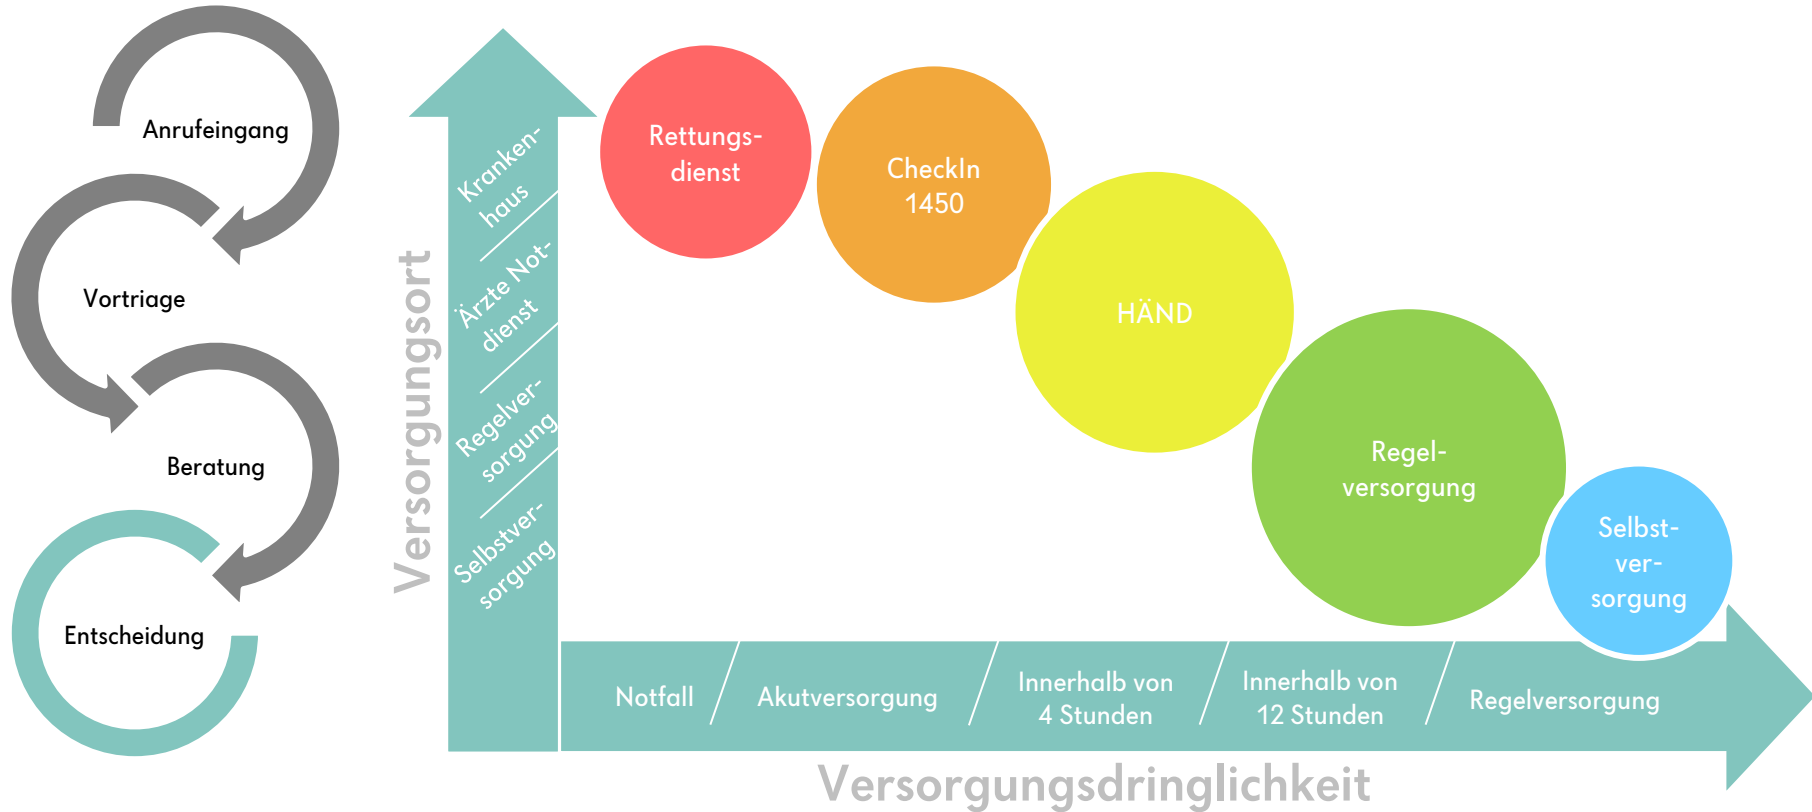 Anrufeingang
Vortriage
Beratung
Entscheidung
Versorgungsort
Kranken-
haus
Ärzte Not-
dienst
Regelver-
sorgung
Selbstver-
sorgung
Rettungs-
dienst
CheckIn
1450
HÄND
Regel-
versorgung
Selbst-
ver-
sorgung
Notfall
Akutversorgung
Innerhalb von
4 Stunden
Innerhalb von
12 Stunden
Regelversorgung
Versorgungsdringlichkeit